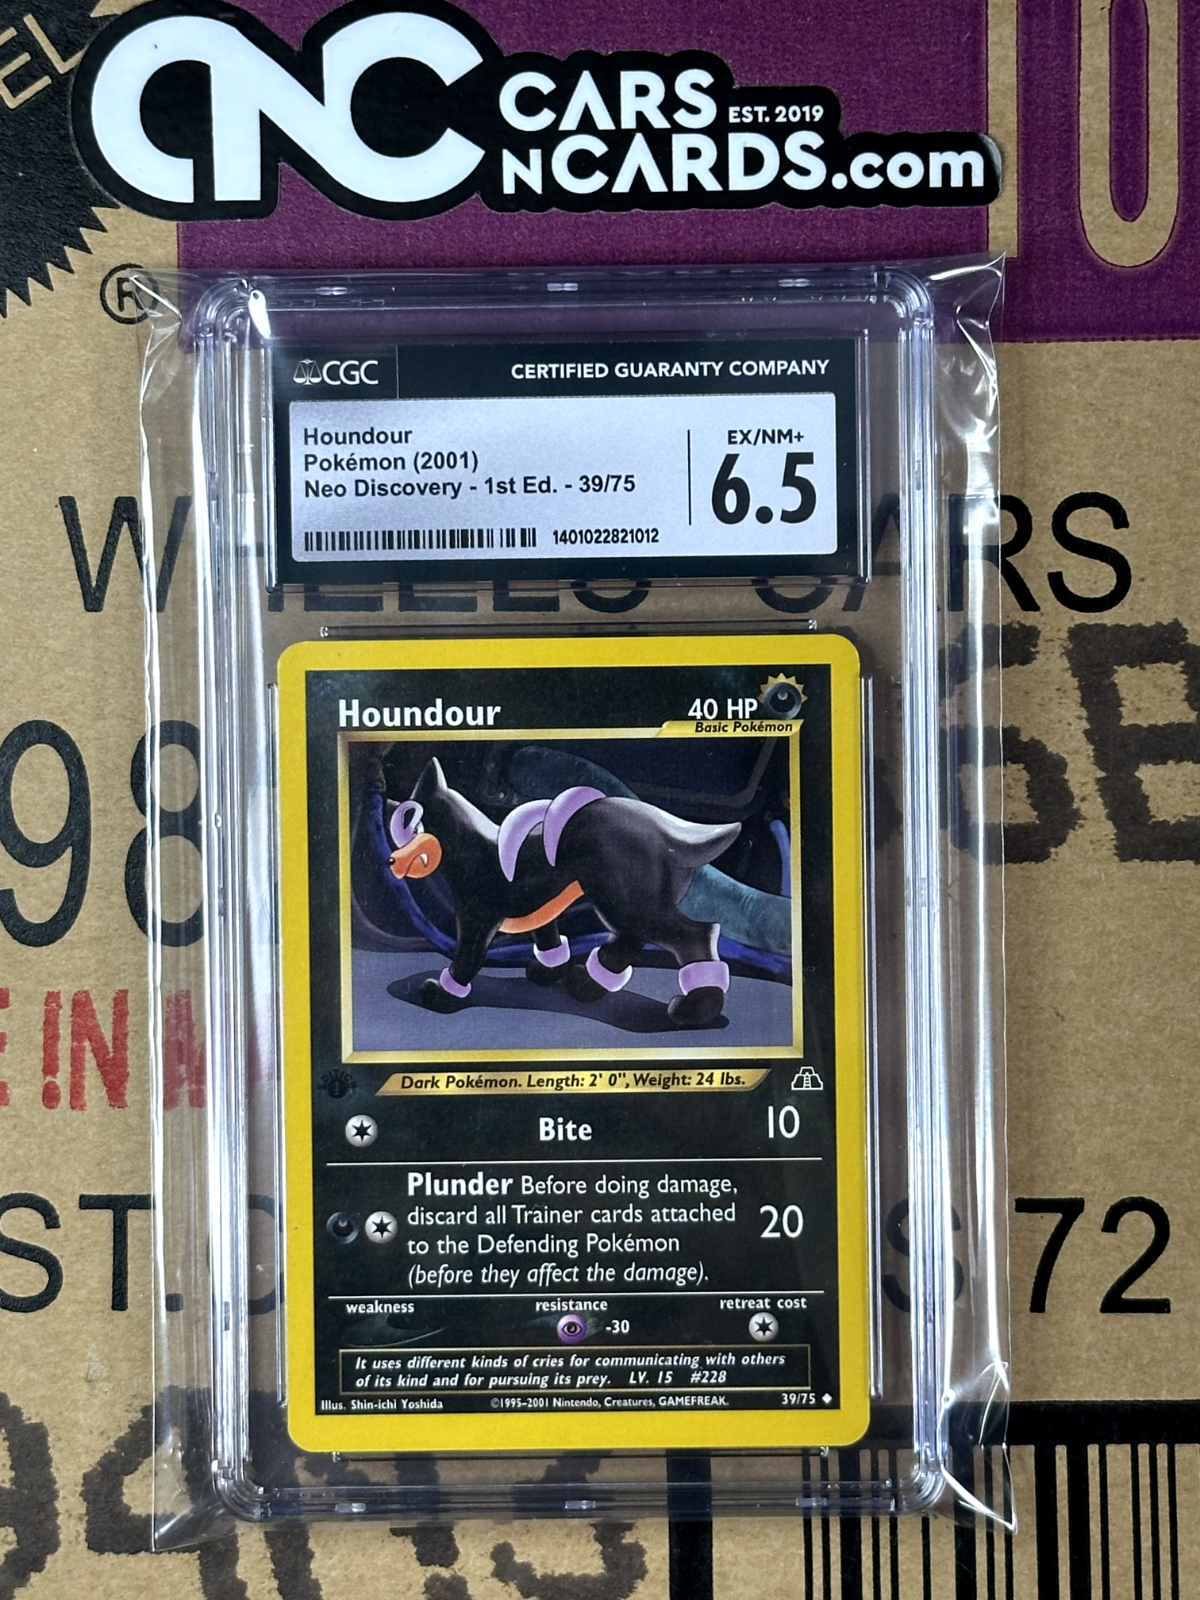 CNC CARS
EST. 2019
NCARDS.com
®
CGC
CERTIFIED GUARANTY COMPANY
Houndour
Pokémon (2001)
Neo Discovery - 1st Ed. - 39/75
EX/NM+
6.5
1401022821012
Houndour
40 HP
Basic Pokémon
Dark Pokémon. Length: 2' 0", Weight: 24 lbs.
EDITION
1
Bite
10
Plunder Before doing damage,
discard all Trainer cards attached
to the Defending Pokémon
(before they affect the damage).
20
weakness
resistance
retreat cost
-30
It uses different kinds of cries for communicating with others
of its kind and for pursuing its prey. LV. 15 #228
Illus. Shin-ichi Yoshida
©1995-2001 Nintendo, Creatures, GAMEFREAK.
39/75
98
IN
72